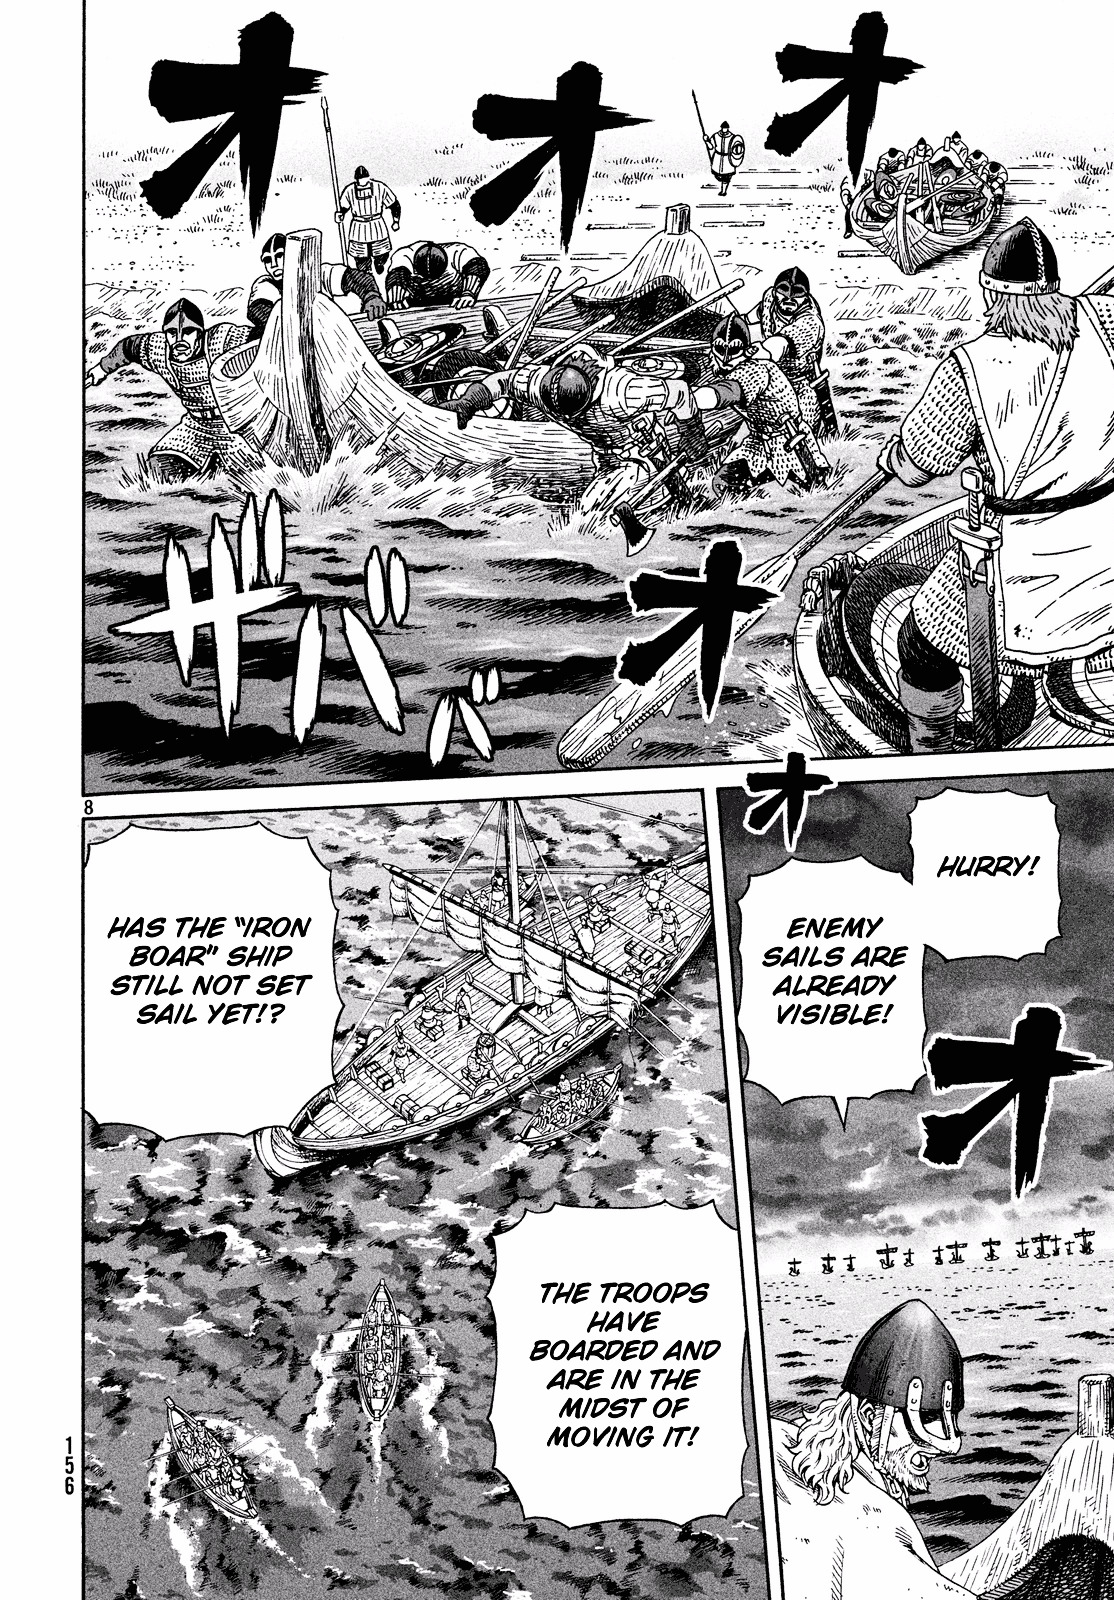 オ
オ
オ
オ
ザババ
8
オ
HURRY!
ENEMY
SAILS ARE
ALREADY
VISIBLE!
オ
HAS THE "IRON
BOAR" SHIP
STILL NOT SET
SAIL YET!?
THE TROOPS
HAVE
BOARDED AND
ARE IN THE
MIDST OF
MOVING IT!
156